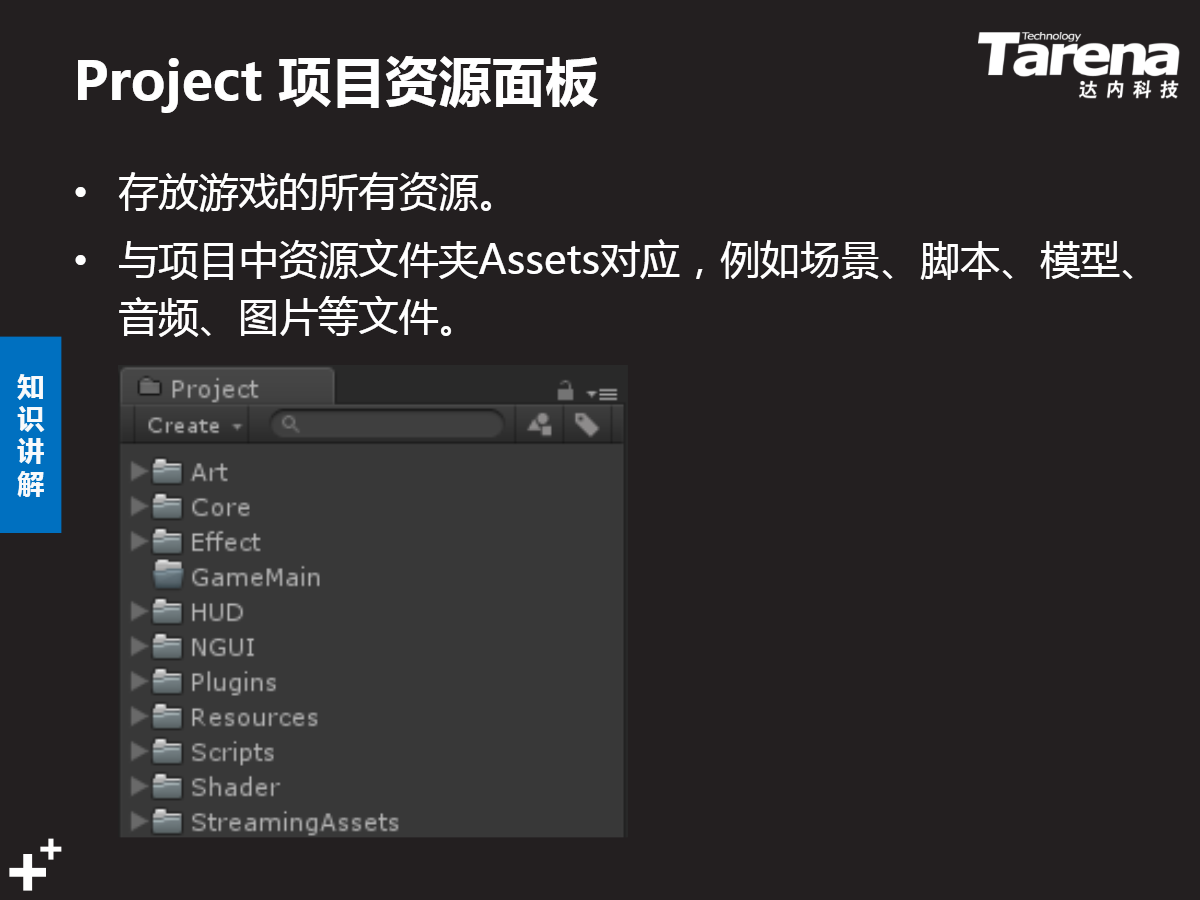 Technology
Tarena
达内科技
Project 项目资源面板
• 存放游戏的所有资源。
• 与项目中资源文件夹Assets对应，例如场景、脚本、模型、
音频、图片等文件。
知
识
讲
解
Project
Create
Art
Core
Effect
GameMain
HUD
NGUI
Plugins
Resources
Scripts
Shader
StreamingAssets